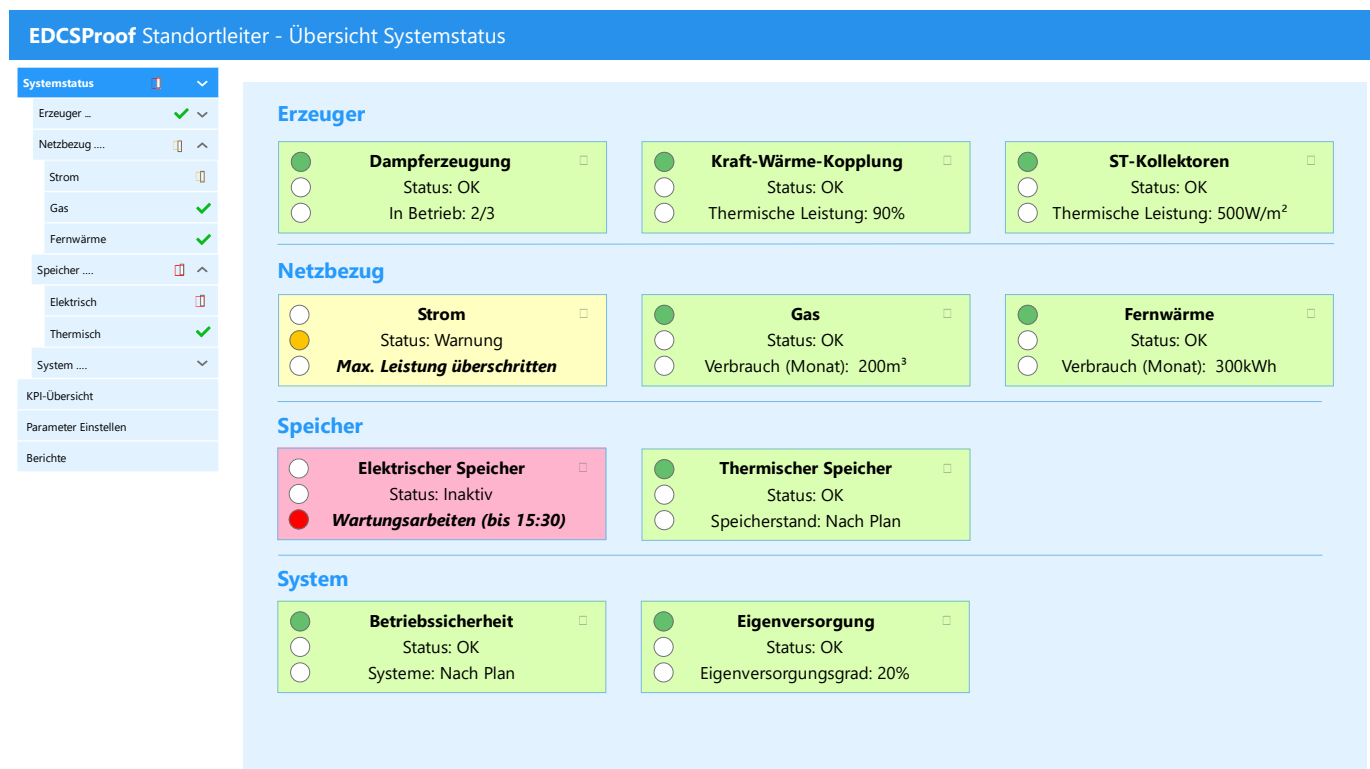 EDCSProof Standortleiter - Übersicht Systemstatus
Systemstatus
Erzeuger ...
Netzbezug ....
Strom
Gas
Fernwärme
Speicher ....
Elektrisch
Thermisch
System ....
KPI-Übersicht
Parameter Einstellen
Berichte
Erzeuger
Dampferzeugung
Status: OK
In Betrieb: 2/3
Kraft-Wärme-Kopplung
Status: OK
Thermische Leistung: 90%
ST-Kollektoren
Status: OK
Thermische Leistung: 500W/m²
Netzbezug
Strom
Status: Warnung
Max. Leistung überschritten
Gas
Status: OK
Verbrauch (Monat): 200m³
Fernwärme
Status: OK
Verbrauch (Monat): 300kWh
Speicher
Elektrischer Speicher
Status: Inaktiv
Wartungsarbeiten (bis 15:30)
Thermischer Speicher
Status: OK
Speicherstand: Nach Plan
System
Betriebssicherheit
Status: OK
Systeme: Nach Plan
Eigenversorgung
Status: OK
Eigenversorgungsgrad: 20%